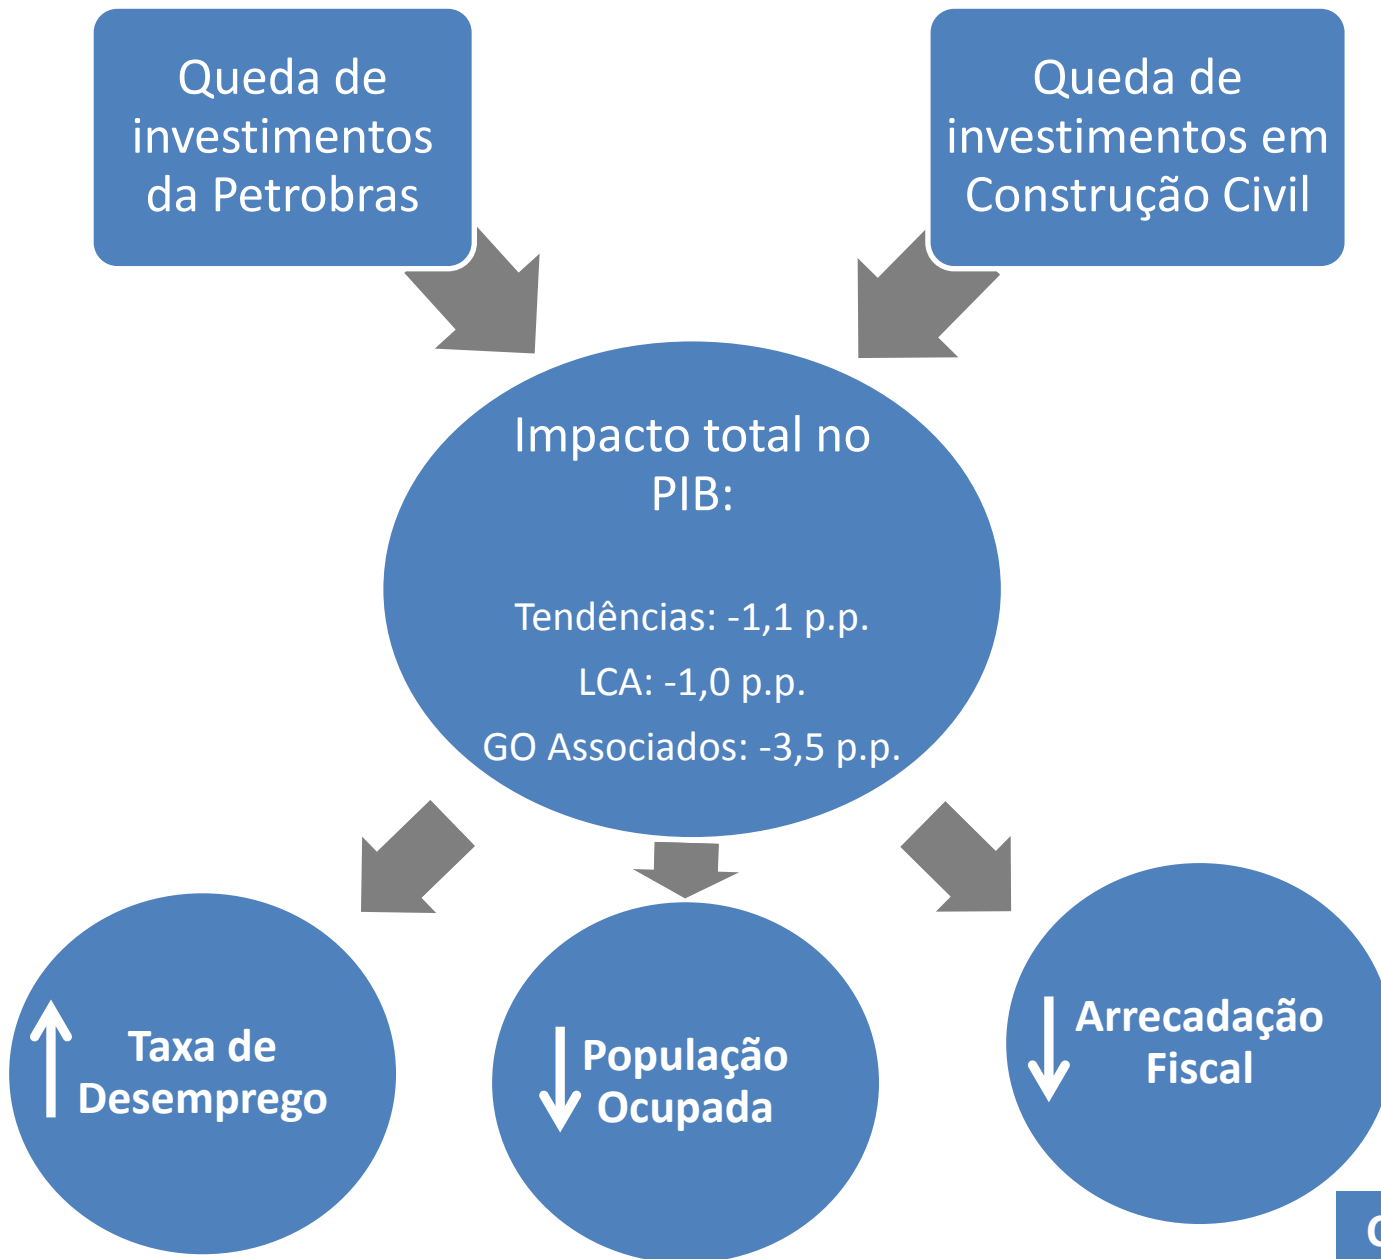 Queda de
investimentos
da Petrobras
Queda de
investimentos em
Construção Civil
Impacto total no
PIB:
Tendências: -1,1 p.p.
LCA: -1,0 p.p.
GO Associados: -3,5 p.p.
Taxa de
Desemprego
População
Ocupada
Arrecadação
Fiscal